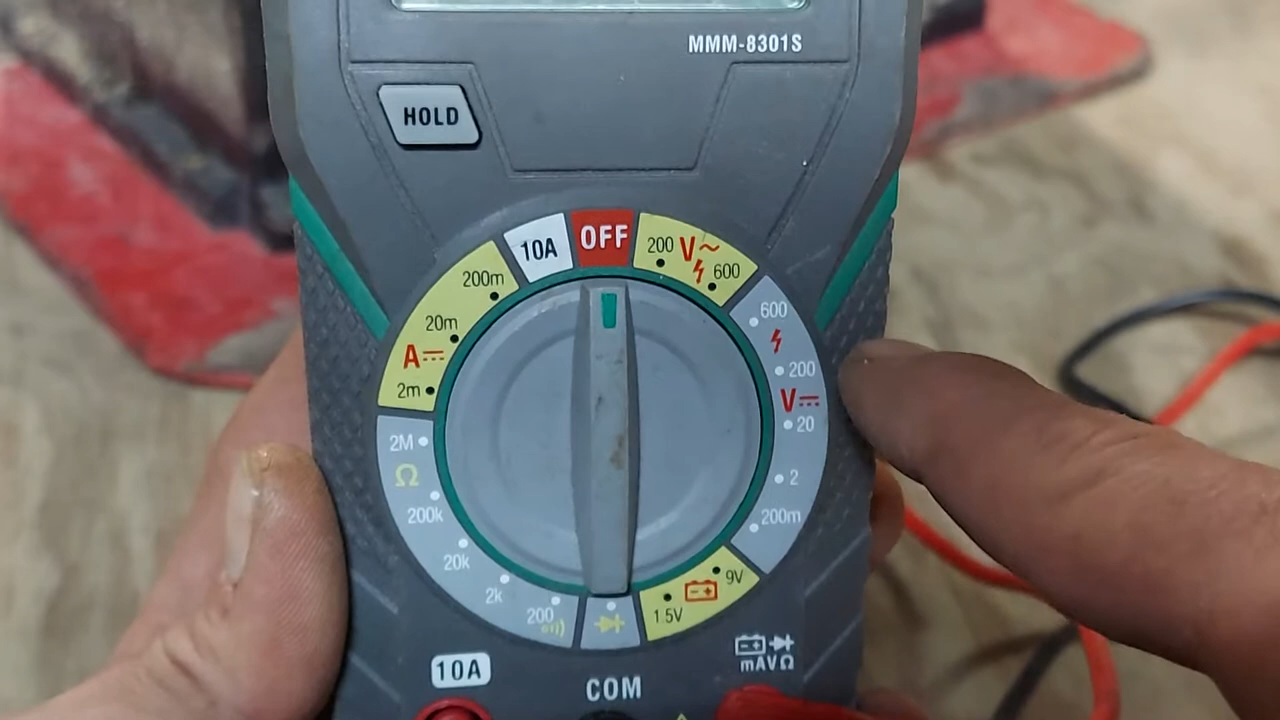 MMM-8301S
HOLD
10A
OFF
200 V~ 600
200m
20m
A
2m
600
200
V
20
2
200m
2M
Ω
200k
20k
2k
200
9V
1.5V
10A
COM
mAVΩ